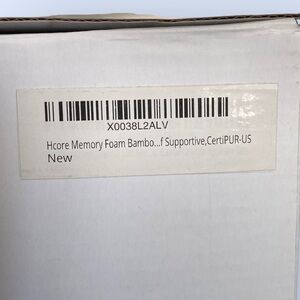 X0038L2ALV
Hcore Memory Foam Bambo...f Supportive,CertiPUR-US
New